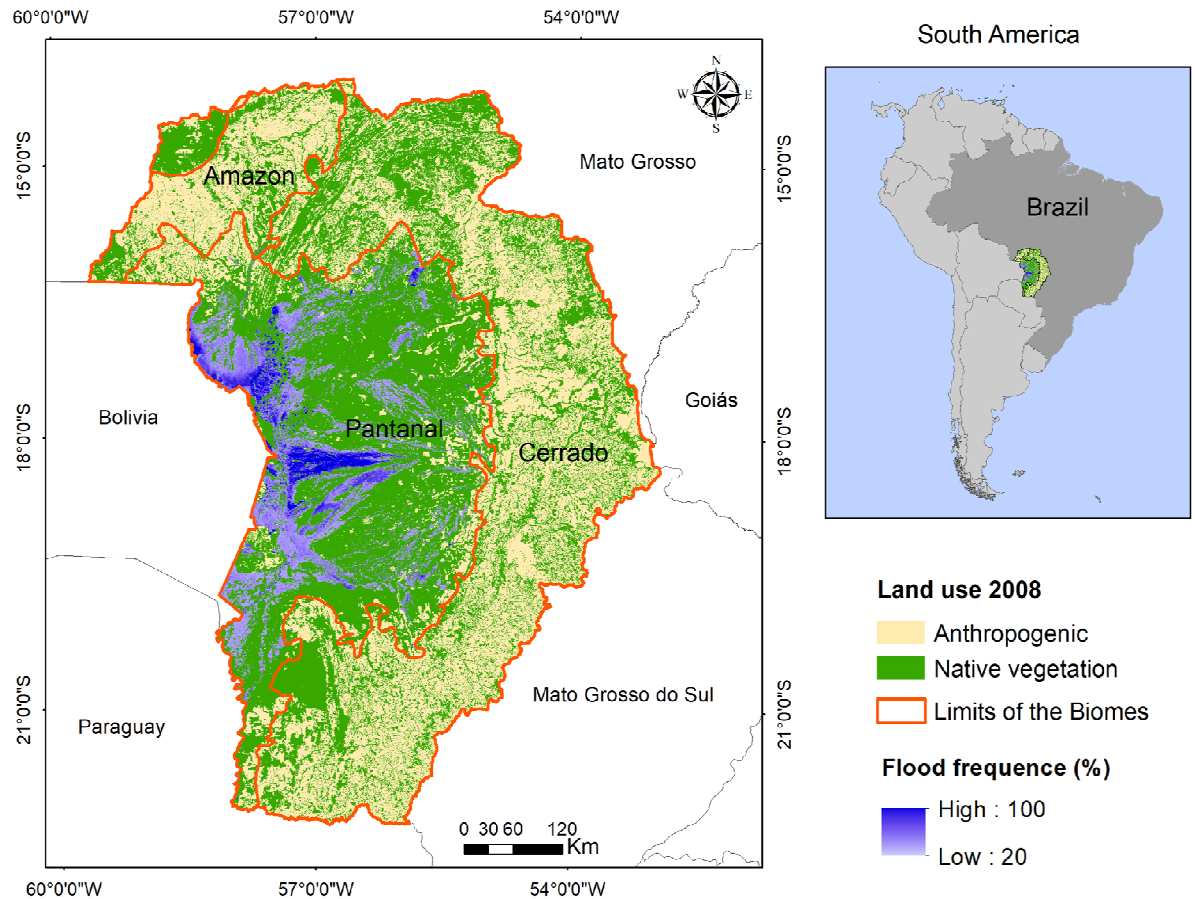 60°0'0"W 57°0'0"W 54°0'0"W
South America
N
W E
S
15°0'0"S
Mato Grosso
15°0'0"S
Amazon
Brazil
Bolivia
Goiás
18°0'0"S
Pantanal
Cerrado
18°0'0"S
Land use 2008
Anthropogenic
Native vegetation
Limits of the Biomes
21°0'0"S
Mato Grosso do Sul
21°0'0"S
Paraguay
Flood frequence (%)
High : 100
Low : 20
0 30 60 120
Km
60°0'0"W 57°0'0"W 54°0'0"W